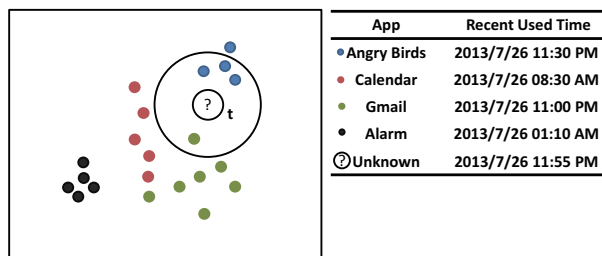 ? t
App Recent Used Time
Angry Birds 2013/7/26 11:30 PM
Calendar 2013/7/26 08:30 AM
Gmail 2013/7/26 11:00 PM
Alarm 2013/7/26 01:10 AM
? Unknown 2013/7/26 11:55 PM